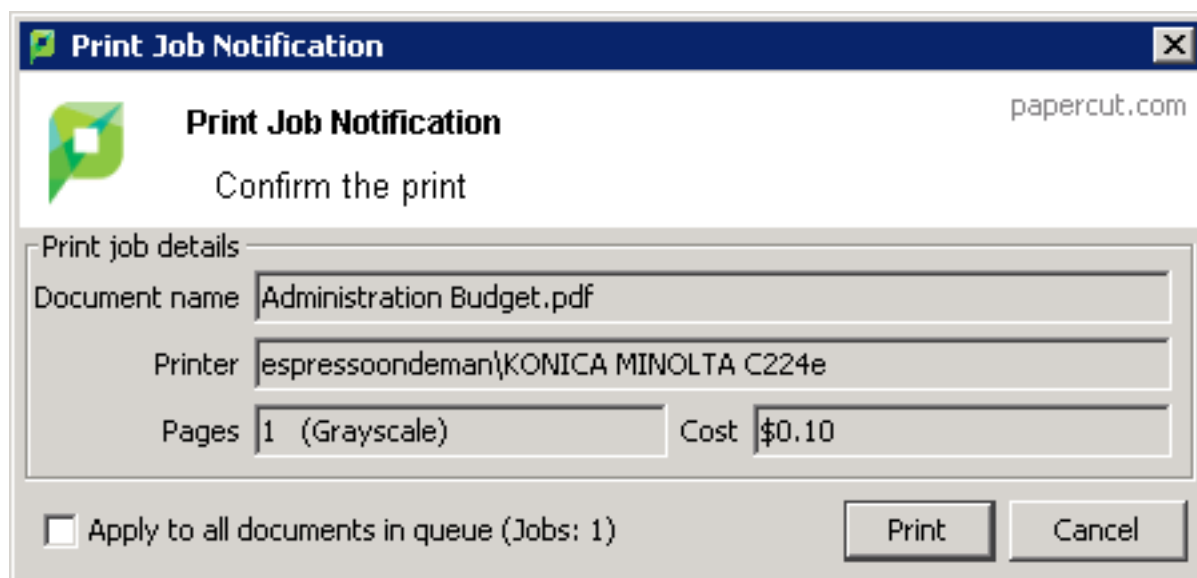 Print Job Notification
papercut.com
Print Job Notification
Confirm the print
Print job details
Document name Administration Budget.pdf
Printer espressoondeman\KONICA MINOLTA C224e
Pages 1 (Grayscale) Cost $0.10
Apply to all documents in queue (Jobs: 1) Print Cancel